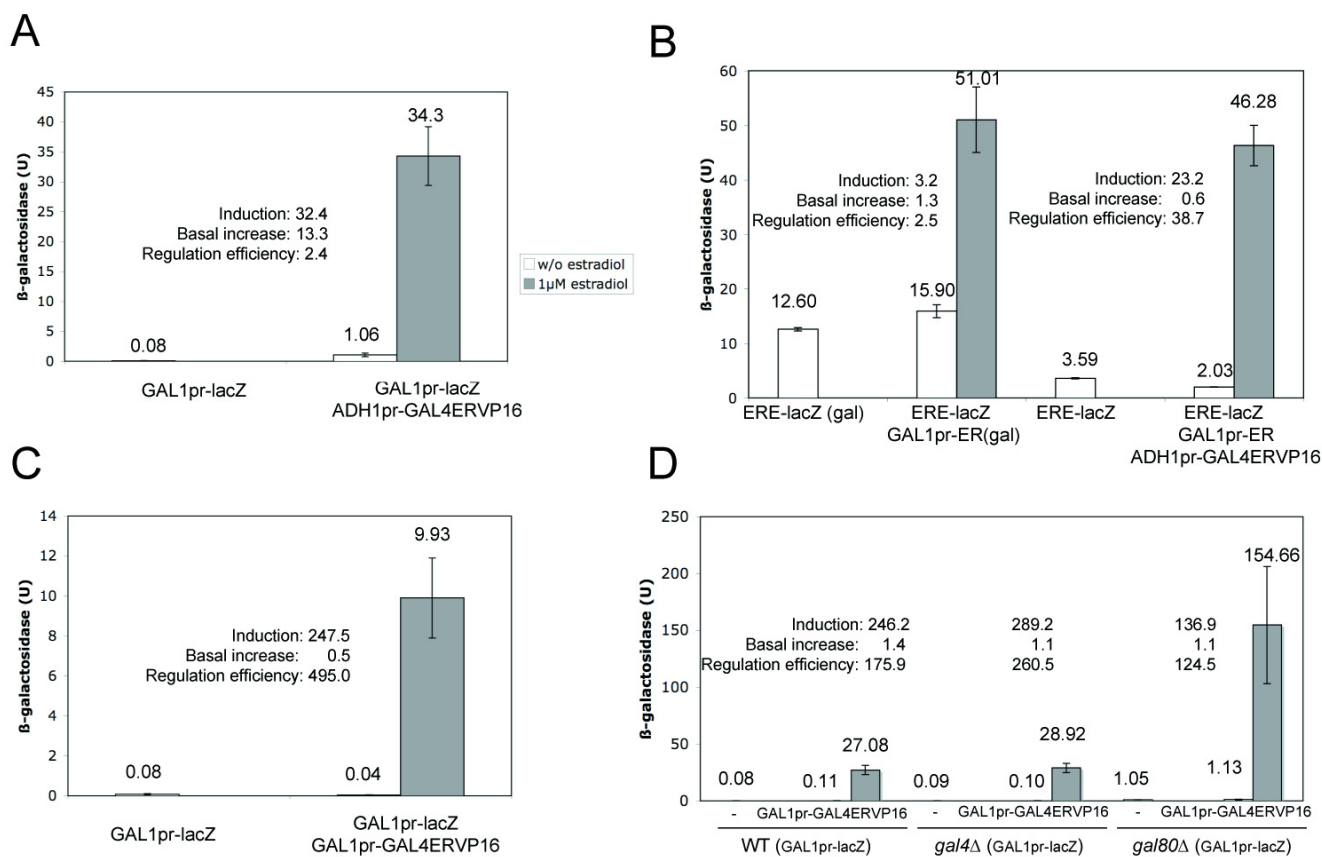 A
45
40
35
30
25
20
15
10
5
0
ß-galactosidase (U)
34.3
Induction: 32.4
Basal increase: 13.3
Regulation efficiency: 2.4
0.08
1.06
GAL1pr-lacZ
GAL1pr-lacZ
ADH1pr-GAL4ERVP16
w/o estradiol
1µM estradiol
B
60
50
40
30
20
10
0
ß-galactosidase (U)
51.01
46.28
Induction: 3.2
Basal increase: 1.3
Regulation efficiency: 2.5
Induction: 23.2
Basal increase: 0.6
Regulation efficiency: 38.7
12.60
15.90
3.59
2.03
ERE-lacZ (gal)
ERE-lacZ
GAL1pr-ER(gal)
ERE-lacZ
ERE-lacZ
GAL1pr-ER
ADH1pr-GAL4ERVP16
C
14
12
10
8
6
4
2
0
ß-galactosidase (U)
9.93
Induction: 247.5
Basal increase: 0.5
Regulation efficiency: 495.0
0.08
0.04
GAL1pr-lacZ
GAL1pr-lacZ
GAL1pr-GAL4ERVP16
D
250
200
150
100
50
0
ß-galactosidase (U)
154.66
Induction: 246.2 289.2 136.9
Basal increase: 1.4 1.1 1.1
Regulation efficiency: 175.9 260.5 124.5
0.08
0.11
27.08
0.09
0.10
28.92
1.05
1.13
- GAL1pr-GAL4ERVP16 - GAL1pr-GAL4ERVP16 - GAL1pr-GAL4ERVP16
WT (GAL1pr-lacZ) gal4Δ (GAL1pr-lacZ) gal80Δ (GAL1pr-lacZ)